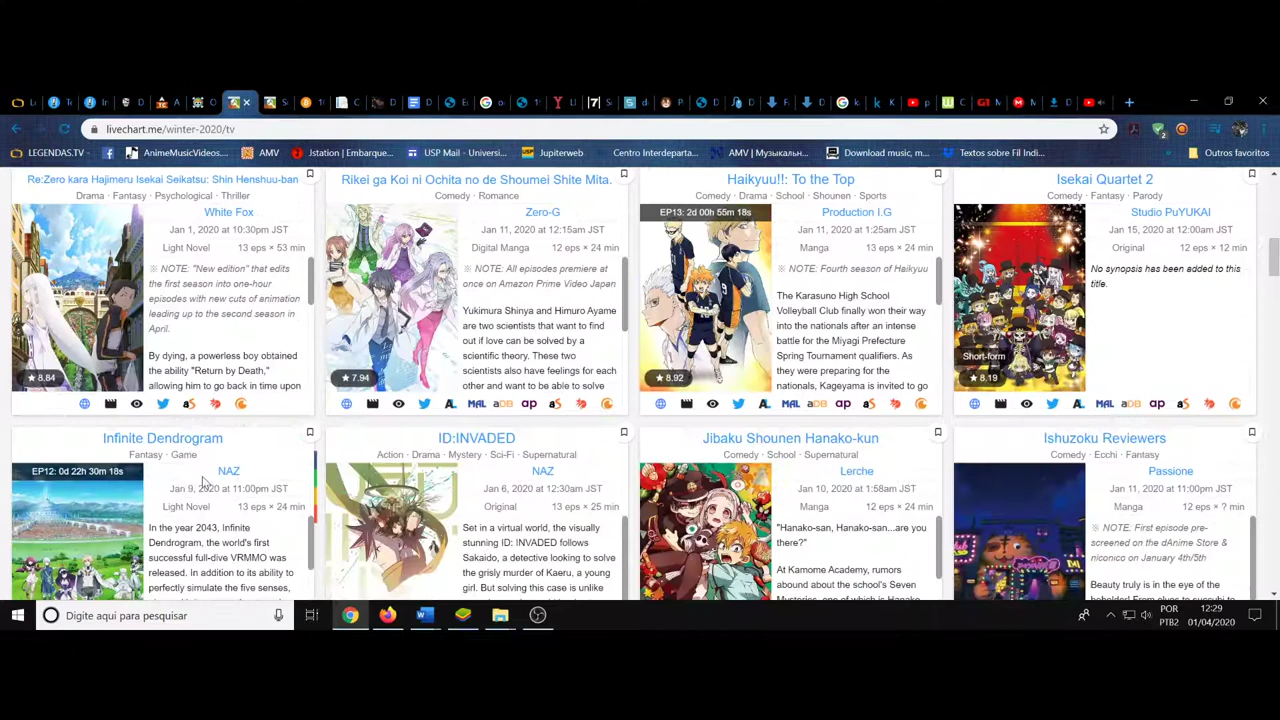 livechart.me/winter-2020/tv
LEGENDAS.TV
AnimeMusicVideos...
AMV
Jstation | Embarque...
USP Mail - Universi...
Jupiterweb
Centro Interdeparta...
AMV | Музыкаль...
Download music, m...
Textos sobre Fil Indi...
Outros favoritos
Re:Zero kara Hajimeru Isekai Seikatsu: Shin Henshuu-ban
Drama · Fantasy · Psychological · Thriller
White Fox
Jan 1, 2020 at 10:30pm JST
Light Novel 13 eps × 53 min
※ NOTE: "New edition" that edits
the first season into one-hour
episodes with new cuts of animation
leading up to the second season in
April.
By dying, a powerless boy obtained
the ability "Return by Death,"
allowing him to go back in time upon
★ 8.84
Rikei ga Koi ni Ochita no de Shoumei Shite Mita.
Comedy · Romance
Zero-G
Jan 11, 2020 at 12:15am JST
Digital Manga 12 eps × 24 min
※ NOTE: All episodes premiere at
once on Amazon Prime Video Japan
Yukimura Shinya and Himuro Ayame
are two scientists that want to find
out if love can be proved by a
scientific theory. These two
scientists also have feelings for each
other and want to be able to solve
★ 7.94
Haikyuu!!: To the Top
Comedy · Drama · School · Shounen · Sports
EP13: 2d 00h 55m 18s
Production I.G
Jan 11, 2020 at 1:25am JST
Manga 13 eps × 24 min
※ NOTE: Fourth season of Haikyuu
The Karasuno High School
Volleyball Club finally won their way
into the nationals after an intense
battle for the Miyagi Prefecture
Spring Tournament qualifiers. As
they were preparing for the
nationals, Kageyama is invited to go
★ 8.92
Isekai Quartet 2
Comedy · Fantasy · Parody
Studio PuYUKAI
Jan 15, 2020 at 12:00am JST
Original 12 eps × 12 min
No synopsis has been added to this
title.
Short-form
★ 8.19
Infinite Dendrogram
Fantasy · Game
EP12: 0d 22h 30m 18s
NAZ
Jan 9, 2020 at 11:00pm JST
Light Novel 13 eps × 24 min
In the year 2043, Infinite
Dendrogram, the world's first
successful full-dive VRMMO was
released. In addition to its ability to
perfectly simulate the five senses,
ID:INVADED
Action · Drama · Mystery · Sci-Fi · Supernatural
NAZ
Jan 6, 2020 at 12:30am JST
Original 13 eps × 25 min
Set in a virtual world, the visually
stunning ID: INVADED follows
Sakaido, a detective looking to solve
the grisly murder of Kaeru, a young
girl. But solving this case is unlike
Jibaku Shounen Hanako-kun
Comedy · School · Supernatural
Lerche
Jan 10, 2020 at 1:58am JST
Manga 12 eps × 24 min
"Hanako-san, Hanako-san...are you
there?"
At Kamome Academy, rumors
abound about the school's Seven
Mysteries, one of which is Hanako
Ishuzoku Reviewers
Comedy · Ecchi · Fantasy
Passione
Jan 11, 2020 at 11:00pm JST
Manga 12 eps × ? min
※ NOTE: First episode pre-
screened on the dAnime Store &
niconico on January 4th/5th
Beauty truly is in the eye of the
beholder! From elves to succubi to
Digite aqui para pesquisar
POR
PTB2
12:29
01/04/2020